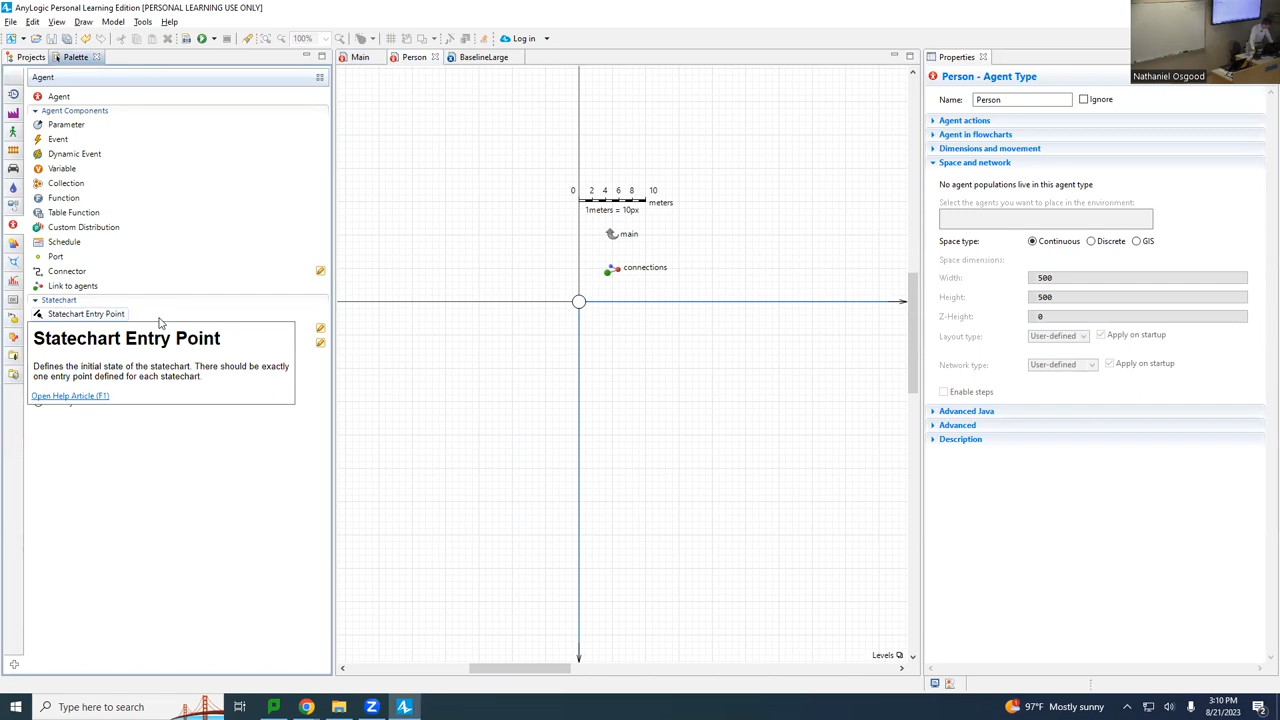 AnyLogic Personal Learning Edition [PERSONAL LEARNING USE ONLY]
File Edit View Draw Model Tools Help
100%
Log in
Projects
Palette
Main
Person
BaselineLarge
Properties
Nathaniel Osgood
Agent
Agent
Agent Components
Parameter
Event
Dynamic Event
Variable
Collection
Function
Table Function
Custom Distribution
Schedule
Port
Connector
Link to agents
Statechart
Statechart Entry Point
Statechart Entry Point
Defines the initial state of the statechart. There should be exactly
one entry point defined for each statechart.
Open Help Article (F1)
0 2 4 6 8 10
meters
1meters = 10px
main
connections
Levels
Person - Agent Type
Name: Person Ignore
Agent actions
Agent in flowcharts
Dimensions and movement
Space and network
No agent populations live in this agent type
Select the agents you want to place in the environment:
Space type: Continuous Discrete GIS
Space dimensions:
Width: 500
Height: 500
Z-Height: 0
Layout type: User-defined Apply on startup
Network type: User-defined Apply on startup
Enable steps
Advanced Java
Advanced
Description
Type here to search
97°F Mostly sunny
3:10 PM
8/21/2023
2